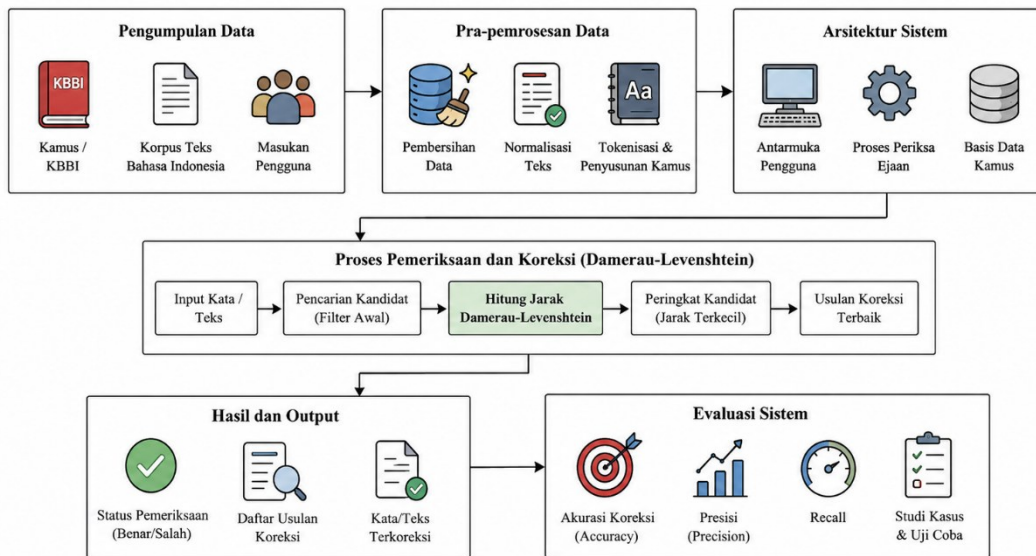 Pengumpulan Data
KBBI
Kamus /
KBBI
Korpus Teks
Bahasa Indonesia
Masukan
Pengguna
Pra-pemrosesan Data
Aa
Pembersihan
Data
Normalisasi
Teks
Tokenisasi &
Penyusunan Kamus
Arsitektur Sistem
Antarmuka
Pengguna
Proses Periksa
Ejaan
Basis Data
Kamus
Proses Pemeriksaan dan Koreksi (Damerau-Levenshtein)
Input Kata /
Teks
Pencarian Kandidat
(Filter Awal)
Hitung Jarak
Damerau-Levenshtein
Peringkat Kandidat
(Jarak Terkecil)
Usulan Koreksi
Terbaik
Hasil dan Output
Status Pemeriksaan
(Benar/Salah)
Daftar Usulan
Koreksi
Kata/Teks
Terkoreksi
Evaluasi Sistem
Akurasi Koreksi
(Accuracy)
Presisi
(Precision)
Recall
Studi Kasus
& Uji Coba